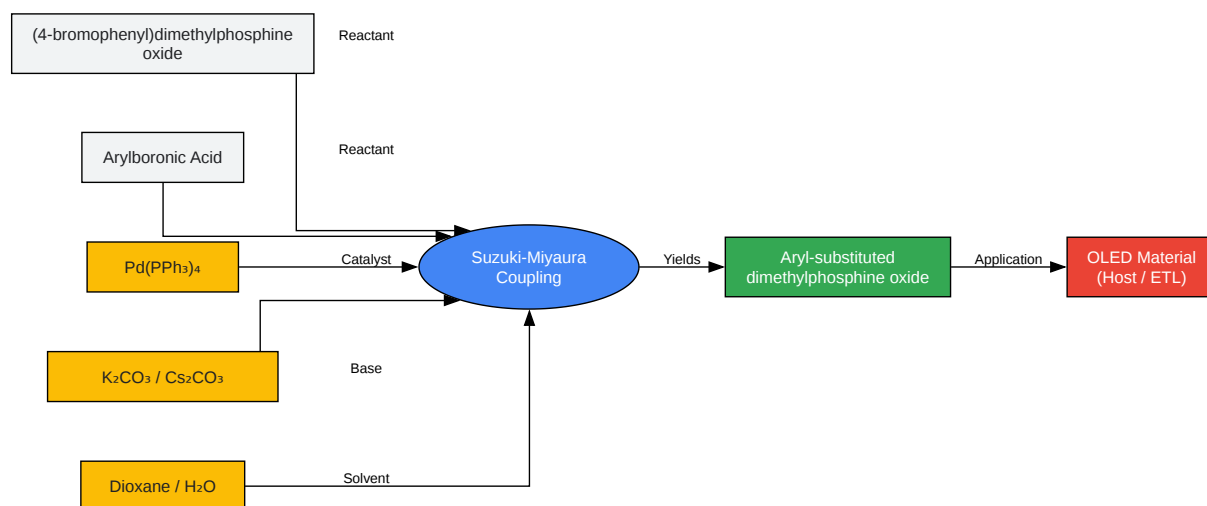 (4-bromophenyl)dimethylphosphine
oxide
Reactant
Arylboronic Acid
Reactant
Pd(PPh₃)₄
Catalyst
Suzuki-Miyaura
Coupling
Yields
Aryl-substituted
dimethylphosphine oxide
Application
OLED Material
(Host / ETL)
K₂CO₃ / Cs₂CO₃
Base
Dioxane / H₂O
Solvent